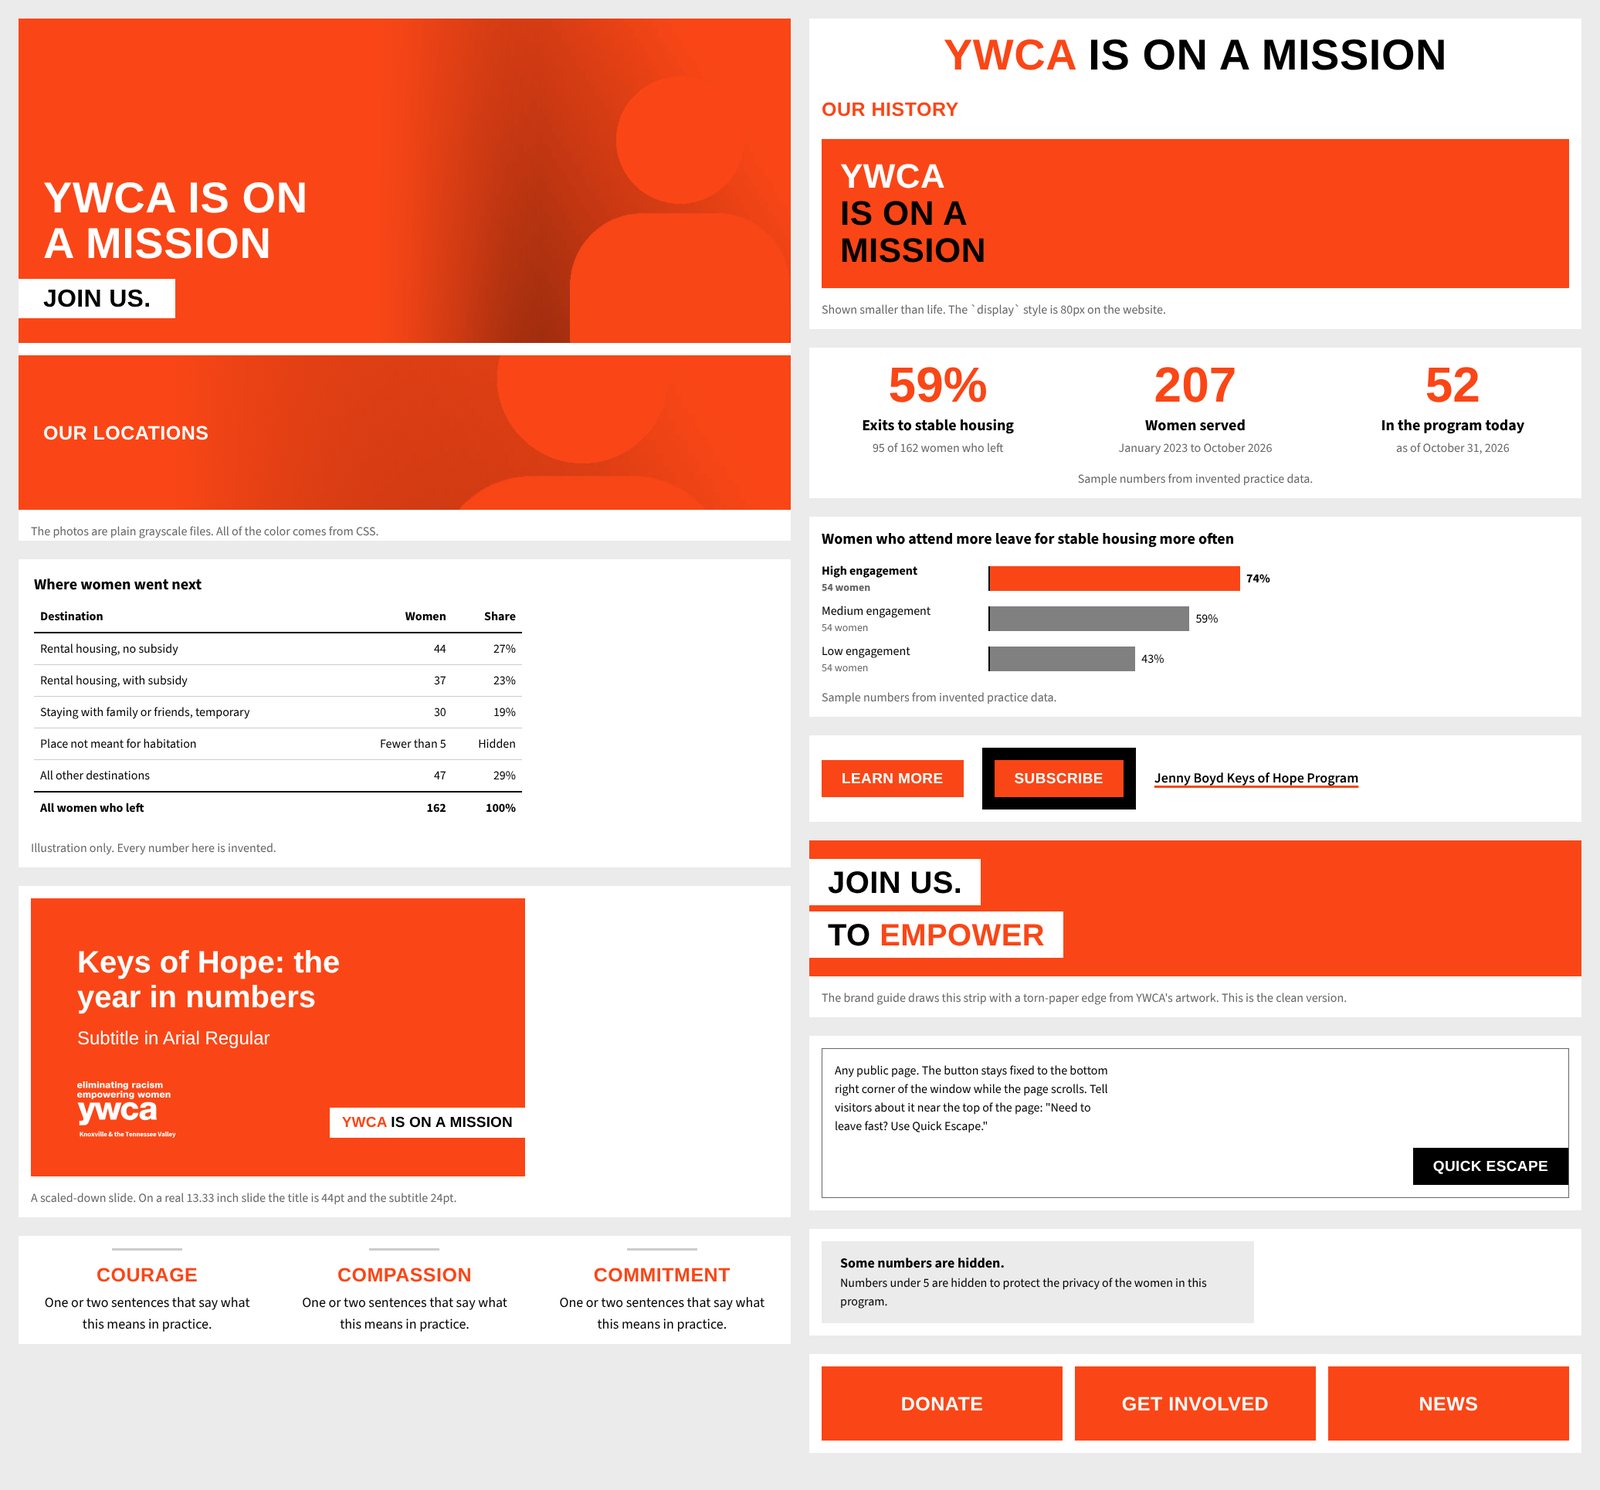 YWCA IS ON
A MISSION
JOIN US.
OUR LOCATIONS
The photos are plain grayscale files. All of the color comes from CSS.
Where women went next
Destination Women Share
Rental housing, no subsidy 44 27%
Rental housing, with subsidy 37 23%
Staying with family or friends, temporary 30 19%
Place not meant for habitation Fewer than 5 Hidden
All other destinations 47 29%
All women who left 162 100%
Illustration only. Every number here is invented.
Keys of Hope: the
year in numbers
Subtitle in Arial Regular
eliminating racism
empowering women
ywca
Knoxville & the Tennessee Valley
YWCA IS ON A MISSION
A scaled-down slide. On a real 13.33 inch slide the title is 44pt and the subtitle 24pt.
COURAGE
One or two sentences that say what
this means in practice.
COMPASSION
One or two sentences that say what
this means in practice.
COMMITMENT
One or two sentences that say what
this means in practice.
YWCA IS ON A MISSION
OUR HISTORY
YWCA
IS ON A
MISSION
Shown smaller than life. The `display` style is 80px on the website.
59%
Exits to stable housing
95 of 162 women who left
207
Women served
January 2023 to October 2026
52
In the program today
as of October 31, 2026
Sample numbers from invented practice data.
Women who attend more leave for stable housing more often
High engagement
54 women
74%
Medium engagement
54 women
59%
Low engagement
54 women
43%
Sample numbers from invented practice data.
LEARN MORE
SUBSCRIBE
Jenny Boyd Keys of Hope Program
JOIN US.
TO EMPOWER
The brand guide draws this strip with a torn-paper edge from YWCA's artwork. This is the clean version.
Any public page. The button stays fixed to the bottom
right corner of the window while the page scrolls. Tell
visitors about it near the top of the page: "Need to
leave fast? Use Quick Escape."
QUICK ESCAPE
Some numbers are hidden.
Numbers under 5 are hidden to protect the privacy of the women in this
program.
DONATE
GET INVOLVED
NEWS